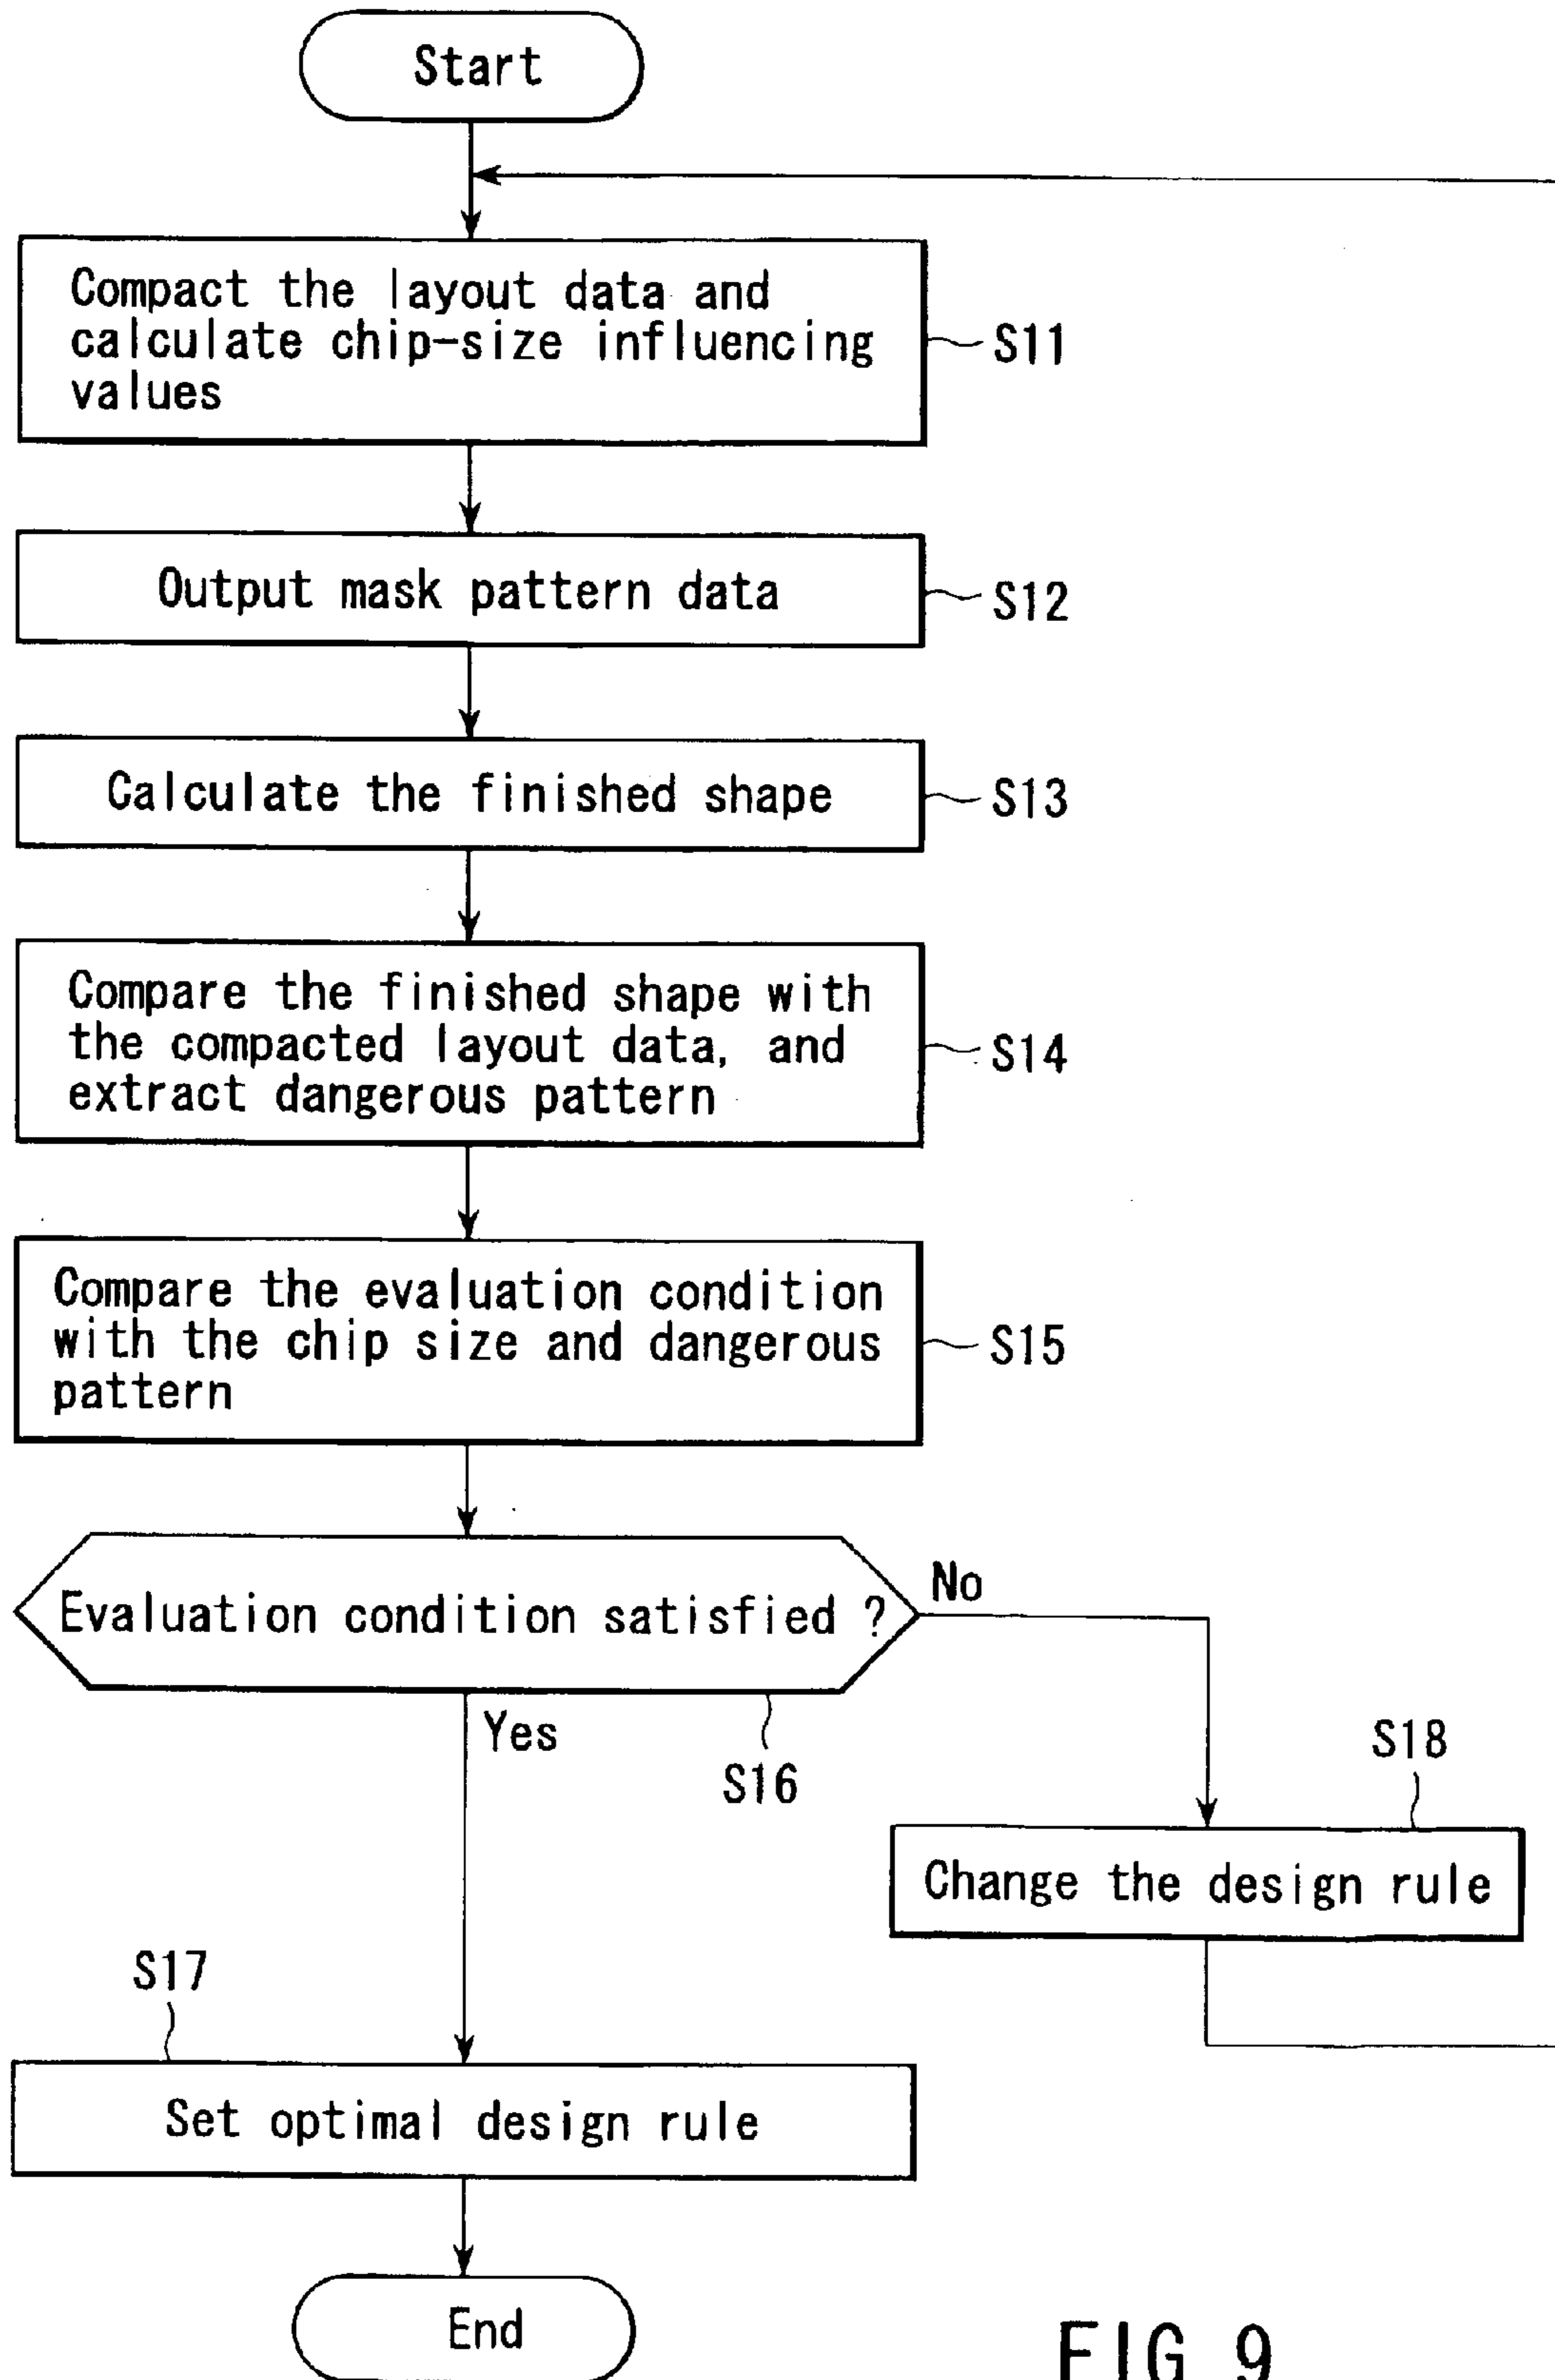 Start
Compact the layout data and
calculate chip-size influencing
values
S11
Output mask pattern data
S12
Calculate the finished shape
S13
Compare the finished shape with
the compacted layout data, and
extract dangerous pattern
S14
Compare the evaluation condition
with the chip size and dangerous
pattern
S15
Evaluation condition satisfied ?
No
Yes
S16
S18
Change the design rule
S17
Set optimal design rule
End
FIG. 9